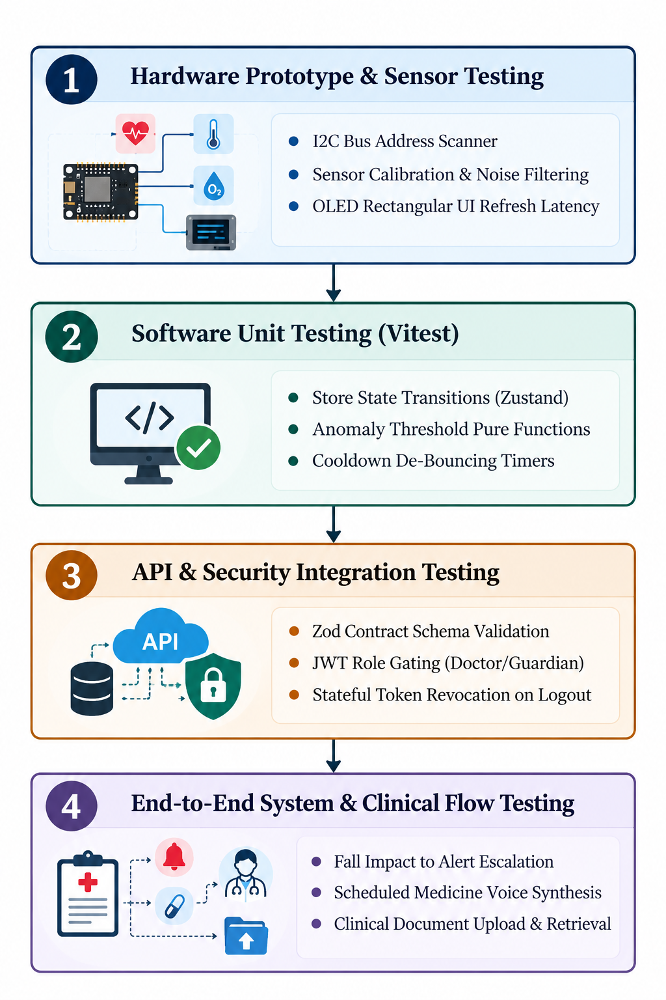 1
Hardware Prototype & Sensor Testing
O₂
I2C Bus Address Scanner
Sensor Calibration & Noise Filtering
OLED Rectangular UI Refresh Latency
2
Software Unit Testing (Vitest)
</>
Store State Transitions (Zustand)
Anomaly Threshold Pure Functions
Cooldown De-Bouncing Timers
3
API & Security Integration Testing
API
Zod Contract Schema Validation
JWT Role Gating (Doctor/Guardian)
Stateful Token Revocation on Logout
4
End-to-End System & Clinical Flow Testing
Fall Impact to Alert Escalation
Scheduled Medicine Voice Synthesis
Clinical Document Upload & Retrieval